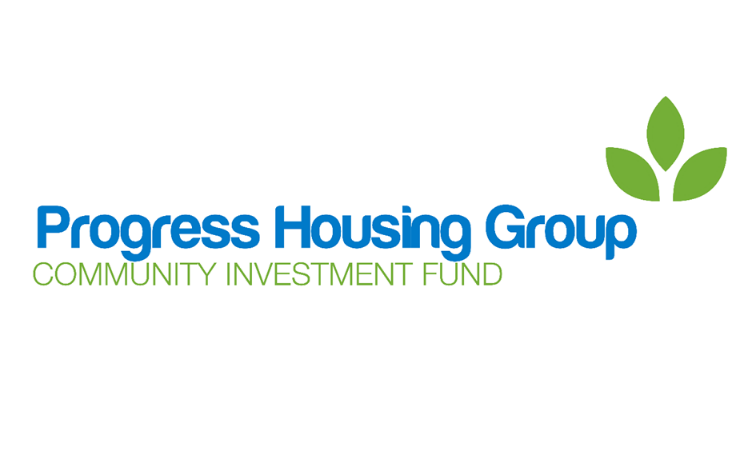 Progress Housing Group
COMMUNITY INVESTMENT FUND